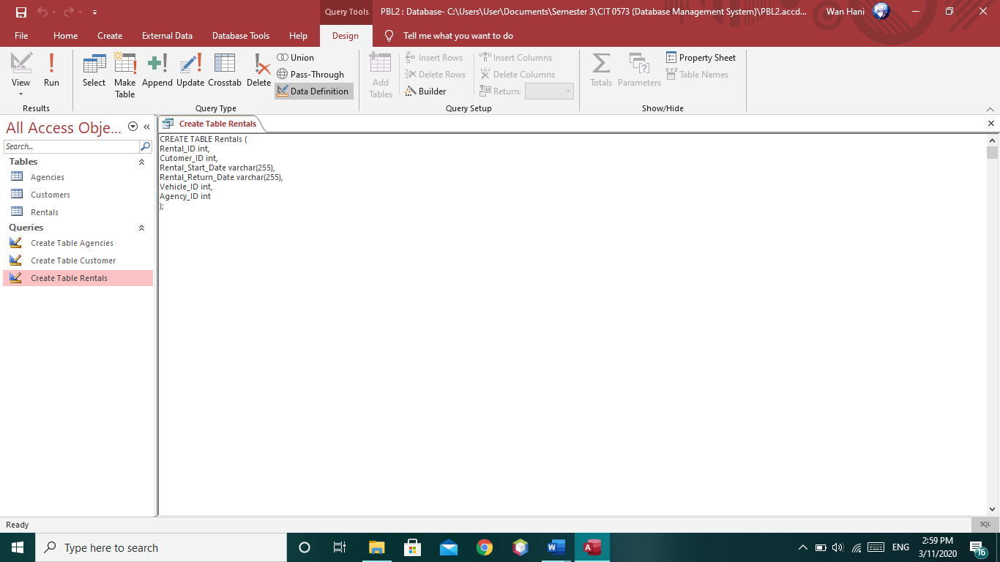 Query Tools
PBL2 : Database- C:\Users\User\Documents\Semester 3\CIT 0573 (Database Management System)\PBL2.accd...
Wan Hani
File Home Create External Data Database Tools Help Design Tell me what you want to do
View
Run
Results
Select
Make Table
Append
Update
Crosstab
Delete
Union
Pass-Through
Data Definition
Query Type
Add Tables
Insert Rows
Delete Rows
Builder
Insert Columns
Delete Columns
Return:
Query Setup
Totals
Parameters
Property Sheet
Table Names
Show/Hide
All Access Obje...
Search...
Tables
Agencies
Customers
Rentals
Queries
Create Table Agencies
Create Table Customer
Create Table Rentals
Create Table Rentals
CREATE TABLE Rentals (
Rental_ID int,
Cutomer_ID int,
Rental_Start_Date varchar(255),
Rental_Return_Date varchar(255),
Vehicle_ID int,
Agency_ID int
);
Ready
SQL
Type here to search
ENG
2:59 PM
3/11/2020
16